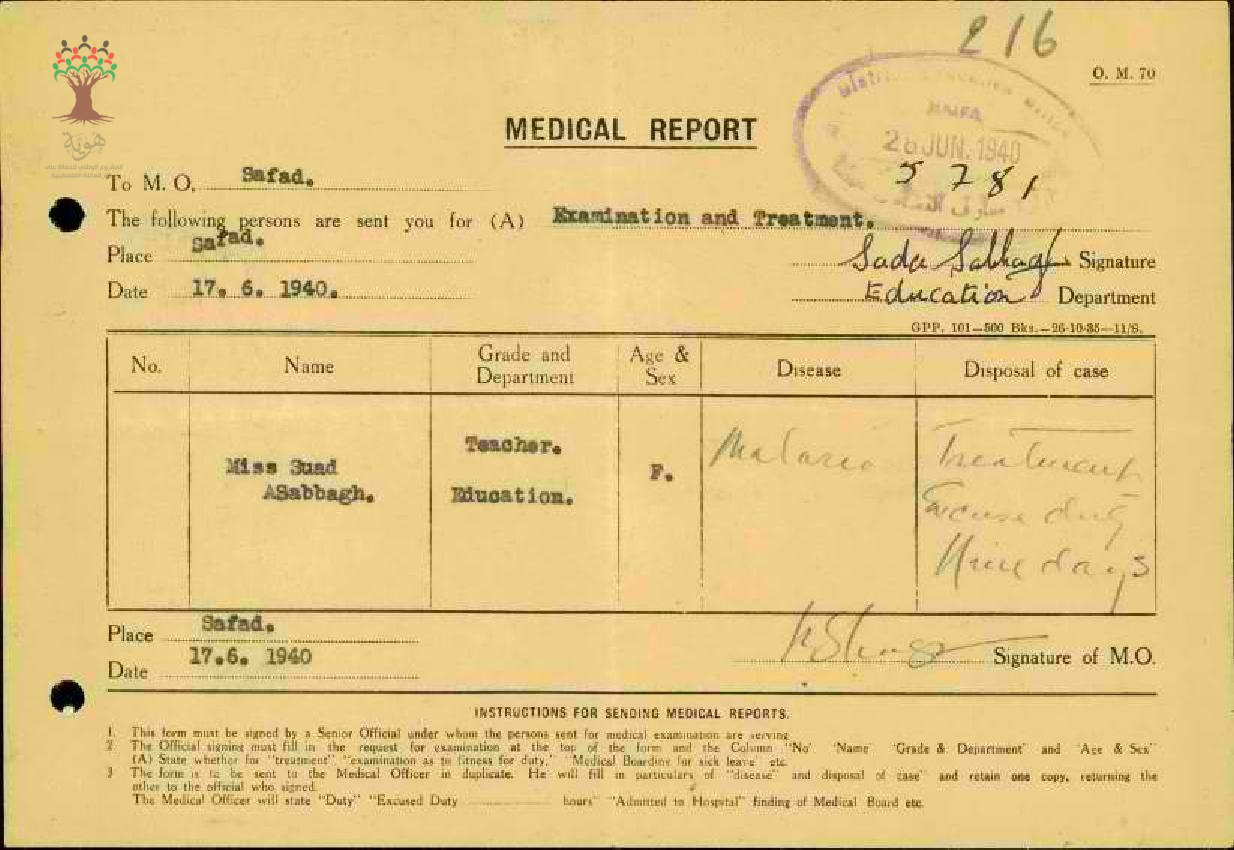 216
O. M. 70
هوية
HAIFA
28 JUN. 1940
5781
MEDICAL REPORT
To M. O. Safad.
The following persons are sent you for (A) Examination and Treatment.
Place Safad.
Suda Sabbagh Signature
Date 17. 6. 1940.
Education Department
GPP. 101—500 Bks.—26-10-35—11/S.
No. Name Grade and Department Age & Sex Disease Disposal of case
Miss Suad ASabbagh. Teacher. Education. F. Malaria Treatment
Excuse duty
Nine days
Place Safad.
Date 17.6. 1940
Signature of M.O.
INSTRUCTIONS FOR SENDING MEDICAL REPORTS.
1. This form must be signed by a Senior Official under whom the persons sent for medical examination are serving
2 The Official signing must fill in the request for examination at the top of the form and the Column "No" 'Name' 'Grade & Department' and 'Age & Sex"
(A) State whether for "treatment" "examination as to fitness for duty," "Medical Boarding for sick leave" etc.
3 The form is to be sent to the Medical Officer in duplicate. He will fill in particulars of "disease" and disposal of case" and retain one copy, returning the
other to the official who signed.
The Medical Officer will state "Duty" "Excused Duty ............ hours" "Admitted to Hospital" finding of Medical Board etc.